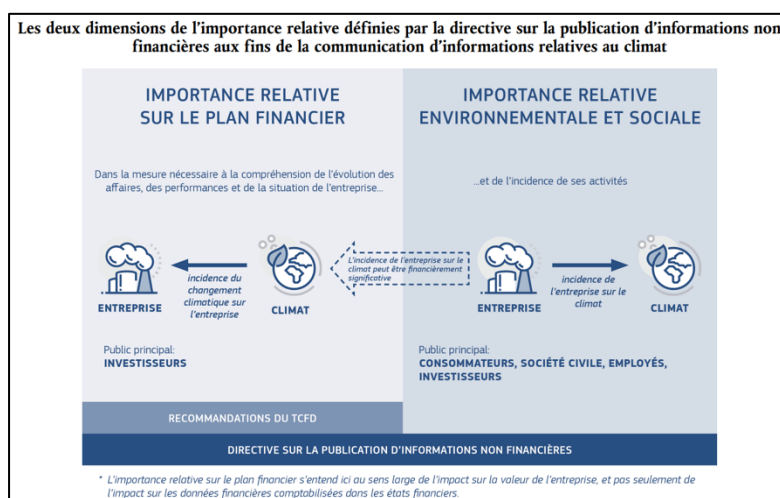 Les deux dimensions de l’importance relative définies par la directive sur la publication d’informations non
financières aux fins de la communication d’informations relatives au climat
IMPORTANCE RELATIVE
SUR LE PLAN FINANCIER
Dans la mesure nécessaire à la compréhension de l'évolution des
affaires, des performances et de la situation de l'entreprise...
ENTREPRISE
incidence du
changement
climatique sur
l'entreprise
CLIMAT
Public principal:
INVESTISSEURS
L'incidence de l'entreprise sur le
climat peut être financièrement
significative
IMPORTANCE RELATIVE
ENVIRONNEMENTALE ET SOCIALE
...et de l'incidence de ses activités
ENTREPRISE
incidence de
l'entreprise sur le
climat
CLIMAT
Public principal:
CONSOMMATEURS, SOCIÉTÉ CIVILE, EMPLOYÉS,
INVESTISSEURS
RECOMMANDATIONS DU TCFD
DIRECTIVE SUR LA PUBLICATION D'INFORMATIONS NON FINANCIÈRES
* L'importance relative sur le plan financier s'entend ici au sens large de l'impact sur la valeur de l'entreprise, et pas seulement de
l'impact sur les données financières comptabilisées dans les états financiers.